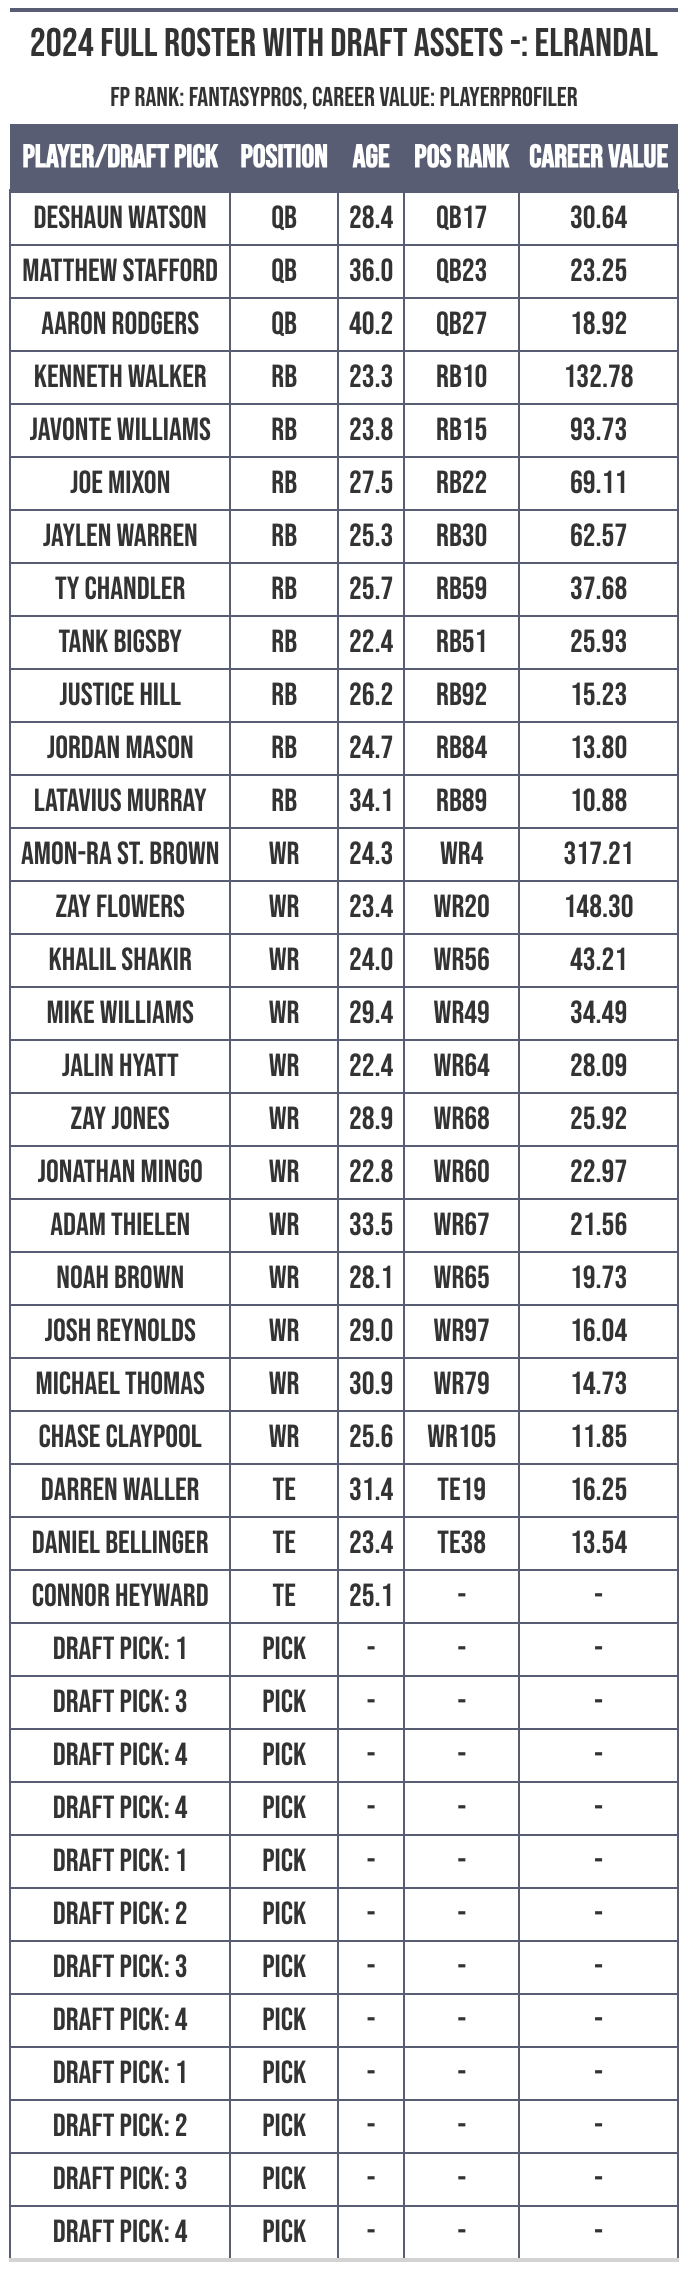 2024 FULL ROSTER WITH DRAFT ASSETS -: ELRANDAL
FP RANK: FANTASYPROS, CAREER VALUE: PLAYERPROFILER
PLAYER/DRAFT PICK POSITION AGE POS RANK CAREER VALUE
DESHAUN WATSON QB 28.4 QB17 30.64
MATTHEW STAFFORD QB 36.0 QB23 23.25
AARON RODGERS QB 40.2 QB27 18.92
KENNETH WALKER RB 23.3 RB10 132.78
JAVONTE WILLIAMS RB 23.8 RB15 93.73
JOE MIXON RB 27.5 RB22 69.11
JAYLEN WARREN RB 25.3 RB30 62.57
TY CHANDLER RB 25.7 RB59 37.68
TANK BIGSBY RB 22.4 RB51 25.93
JUSTICE HILL RB 26.2 RB92 15.23
JORDAN MASON RB 24.7 RB84 13.80
LATAVIUS MURRAY RB 34.1 RB89 10.88
AMON-RA ST. BROWN WR 24.3 WR4 317.21
ZAY FLOWERS WR 23.4 WR20 148.30
KHALIL SHAKIR WR 24.0 WR56 43.21
MIKE WILLIAMS WR 29.4 WR49 34.49
JALIN HYATT WR 22.4 WR64 28.09
ZAY JONES WR 28.9 WR68 25.92
JONATHAN MINGO WR 22.8 WR60 22.97
ADAM THIELEN WR 33.5 WR67 21.56
NOAH BROWN WR 28.1 WR65 19.73
JOSH REYNOLDS WR 29.0 WR97 16.04
MICHAEL THOMAS WR 30.9 WR79 14.73
CHASE CLAYPOOL WR 25.6 WR105 11.85
DARREN WALLER TE 31.4 TE19 16.25
DANIEL BELLINGER TE 23.4 TE38 13.54
CONNOR HEYWARD TE 25.1 - -
DRAFT PICK: 1 PICK - - -
DRAFT PICK: 3 PICK - - -
DRAFT PICK: 4 PICK - - -
DRAFT PICK: 4 PICK - - -
DRAFT PICK: 1 PICK - - -
DRAFT PICK: 2 PICK - - -
DRAFT PICK: 3 PICK - - -
DRAFT PICK: 4 PICK - - -
DRAFT PICK: 1 PICK - - -
DRAFT PICK: 2 PICK - - -
DRAFT PICK: 3 PICK - - -
DRAFT PICK: 4 PICK - - -